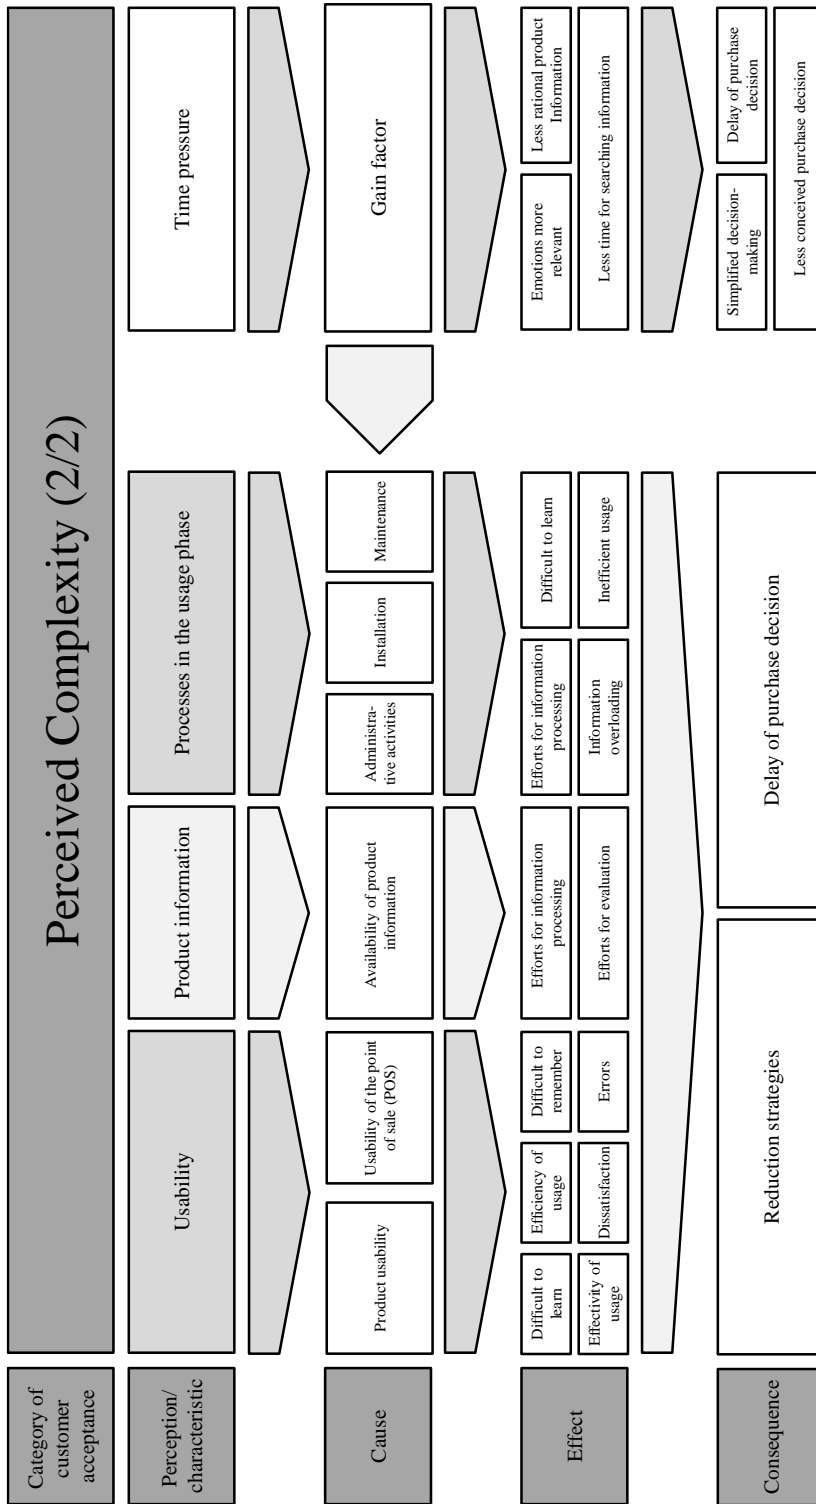 Category of
customer
acceptance
Perceived Complexity (2/2)
Perception/
characteristic
Usability
Product information
Processes in the usage phase
Time pressure
Cause
Product usability
Usability of the point
of sale (POS)
Availability of product
information
Administra-
tive activities
Installation
Maintenance
Gain factor
Effect
Difficult to
learn
Efficiency of
usage
Difficult to
remember
Effectivity of
usage
Dissatisfaction
Errors
Efforts for information
processing
Efforts for evaluation
Efforts for information
processing
Difficult to learn
Information
overloading
Inefficient usage
Emotions more
relevant
Less rational product
Information
Less time for searching information
Consequence
Reduction strategies
Delay of purchase decision
Simplified decision-
making
Delay of purchase
decision
Less conceived purchase decision